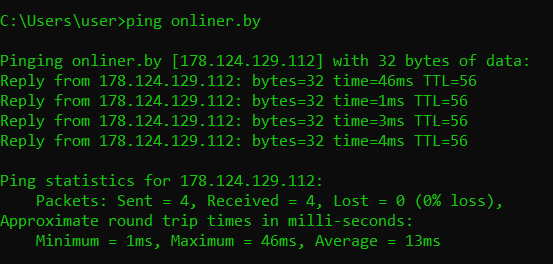 C:\Users\user>ping onliner.by
Pinging onliner.by [178.124.129.112] with 32 bytes of data:
Reply from 178.124.129.112: bytes=32 time=46ms TTL=56
Reply from 178.124.129.112: bytes=32 time=1ms TTL=56
Reply from 178.124.129.112: bytes=32 time=3ms TTL=56
Reply from 178.124.129.112: bytes=32 time=4ms TTL=56
Ping statistics for 178.124.129.112:
    Packets: Sent = 4, Received = 4, Lost = 0 (0% loss),
Approximate round trip times in milli-seconds:
    Minimum = 1ms, Maximum = 46ms, Average = 13ms